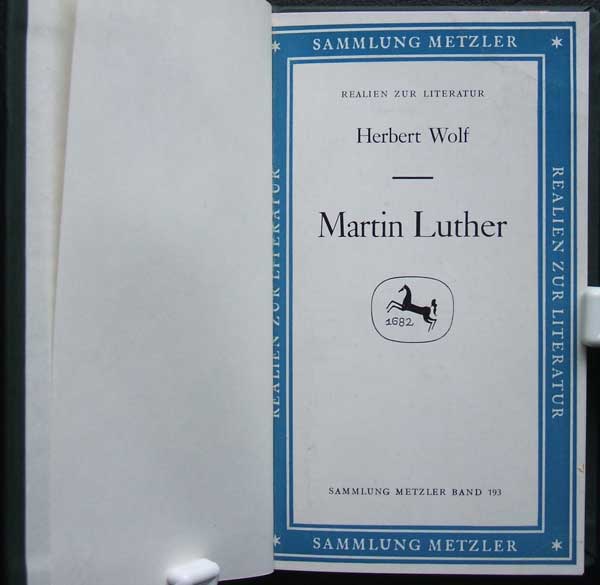 SAMMLUNG METZLER
REALIEN ZUR LITERATUR
Herbert Wolf
Martin Luther
1682
SAMMLUNG METZLER BAND 193
SAMMLUNG METZLER
REALIEN ZUR LITERATUR
REALIEN ZUR LITERATUR